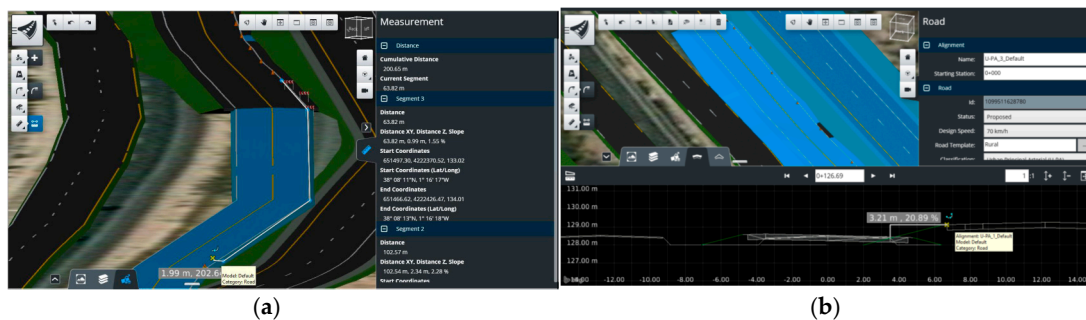 Measurement
Distance
Cumulative Distance
200.65 m
Current Segment
63.82 m
Segment 3
Distance
63.82 m
Distance XY, Distance Z, Slope
63.82 m, 0.99 m, 1.55 %
Start Coordinates
651497.30, 4222370.52, 133.02
Start Coordinates (Lat/Long)
38° 08' 11"N, 1° 16' 17"W
End Coordinates
651466.62, 4222426.47, 134.01
End Coordinates (Lat/Long)
38° 08' 13"N, 1° 16' 18"W
Segment 2
Distance
102.57 m
Distance XY, Distance Z, Slope
102.54 m, 2.34 m, 2.28 %
Start Coordinates
1.99 m, 202.6
Model: Default
Category: Road
(a)
Road
Alignment
Name: U-PA_3_Default
Starting Station: 0+000
Road
Id: 1099511628780
Status: Proposed
Design Speed: 70 km/h
Road Template: Rural
Classification:
0+126.69
1 :1
131.00 m
130.00 m
129.00 m
128.00 m
127.00 m
3.21 m, 20.89 %
Alignment: U-PA_1_Default
Model: Default
Category: Road
-14.00 -12.00 -10.00 -8.00 -6.00 -4.00 -2.00 0.00 2.00 4.00 6.00 8.00 10.00 12.00 14.00
(b)